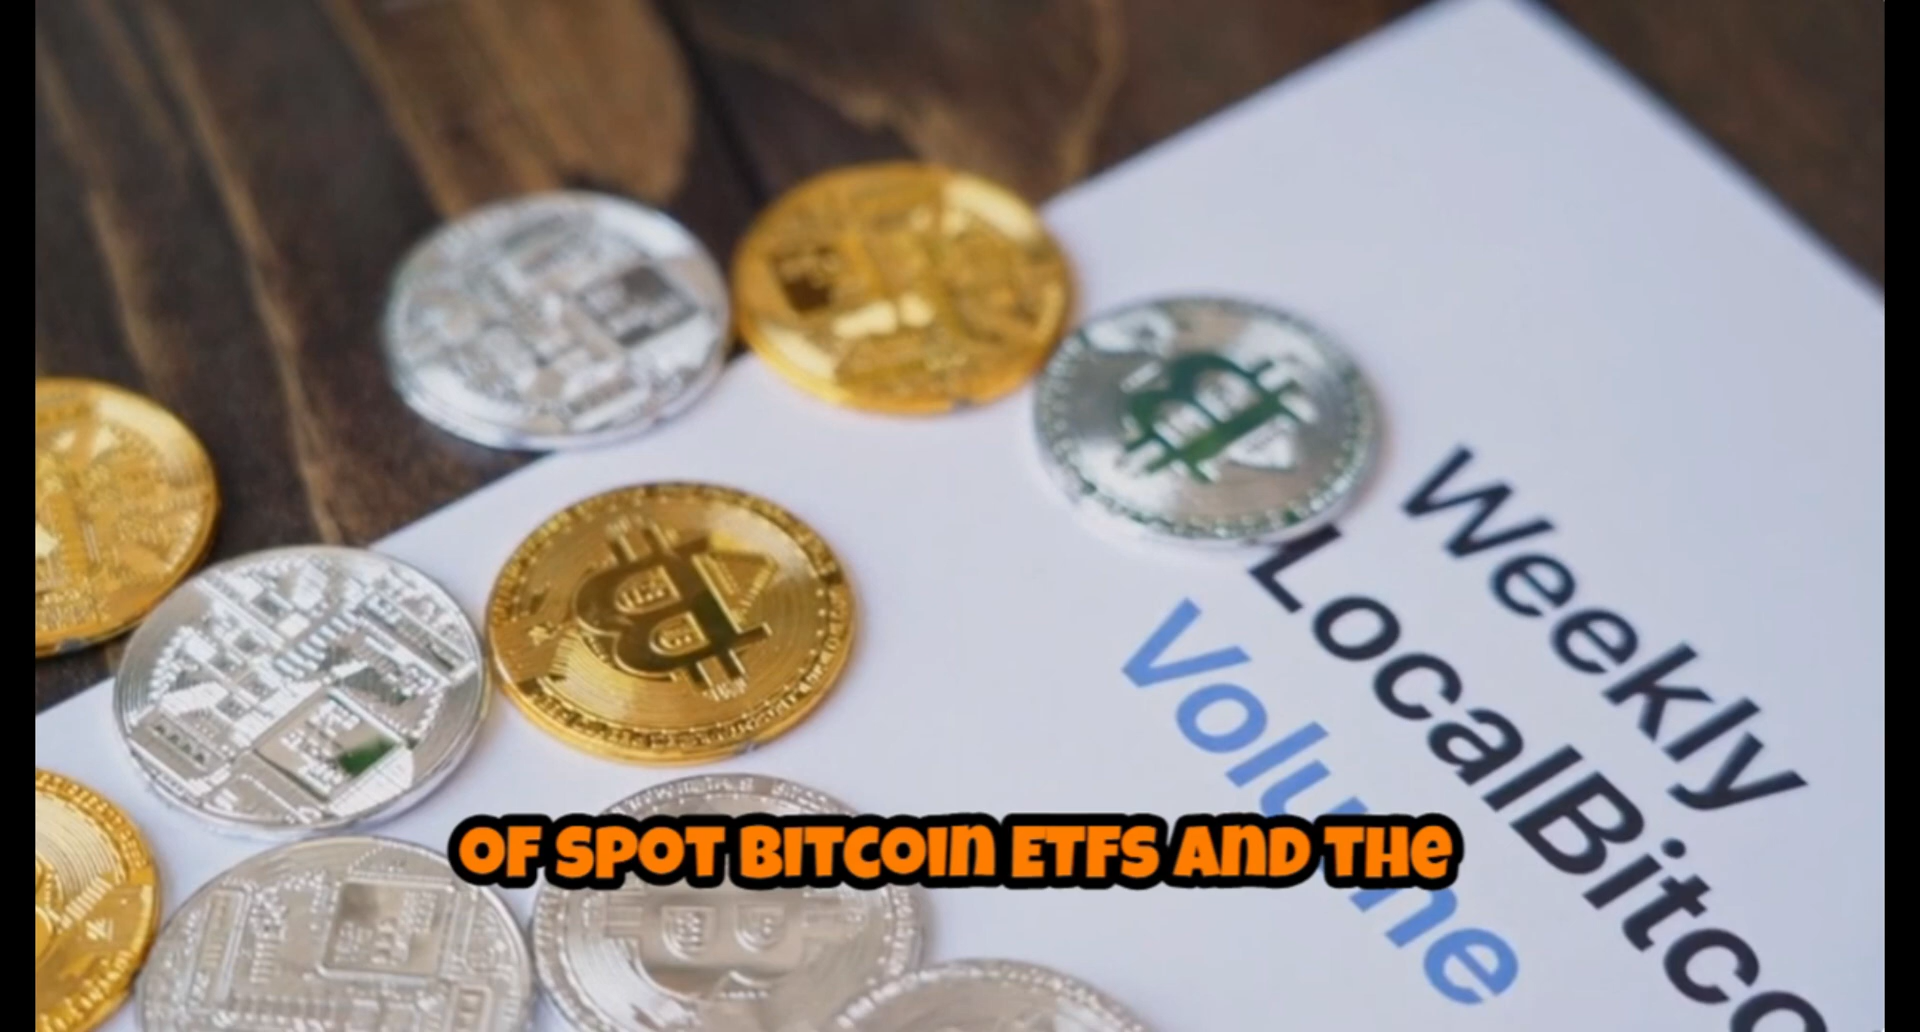 Weekly
LocalBitco
Volume
OF SPOT BITCOIN ETFS AND THE